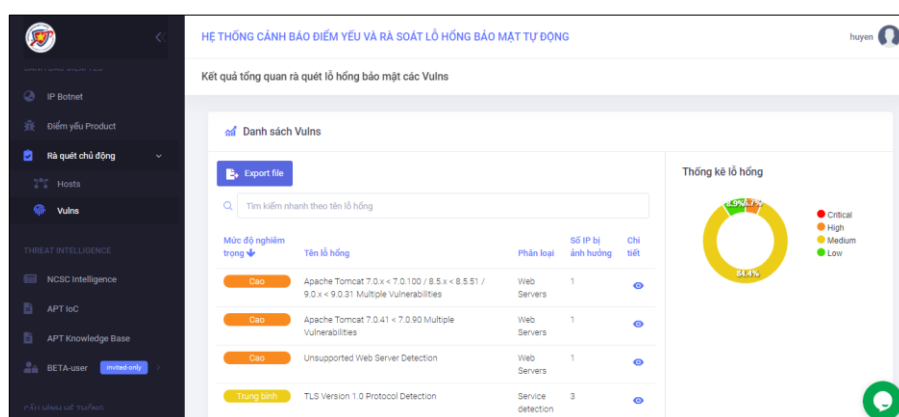 HỆ THỐNG CẢNH BÁO ĐIỂM YẾU VÀ RÀ SOÁT LỖ HỔNG BẢO MẬT TỰ ĐỘNG
huyen
Kết quả tổng quan rà quét lỗ hổng bảo mật các Vulns
IP Botnet
Điểm yếu Product
Rà quét chủ động
Hosts
Vulns
THREAT INTELLIGENCE
NCSC Intelligence
APT IoC
APT Knowledge Base
BETA-user invited-only
CẤU HÌNH HỆ THỐNG
Danh sách Vulns
Export file
Tìm kiếm nhanh theo tên lỗ hổng
Mức độ nghiêm
trọng
Tên lỗ hổng
Phân loại
Số IP bị
ảnh hưởng
Chi
tiết
Cao
Apache Tomcat 7.0.x < 7.0.100 / 8.5.x < 8.5.51 /
9.0.x < 9.0.31 Multiple Vulnerabilities
Web
Servers
1
Cao
Apache Tomcat 7.0.41 < 7.0.90 Multiple
Vulnerabilities
Web
Servers
1
Cao
Unsupported Web Server Detection
Web
Servers
1
Trung bình
TLS Version 1.0 Protocol Detection
Service
detection
3
Thống kê lỗ hổng
84.4%
Critical
High
Medium
Low